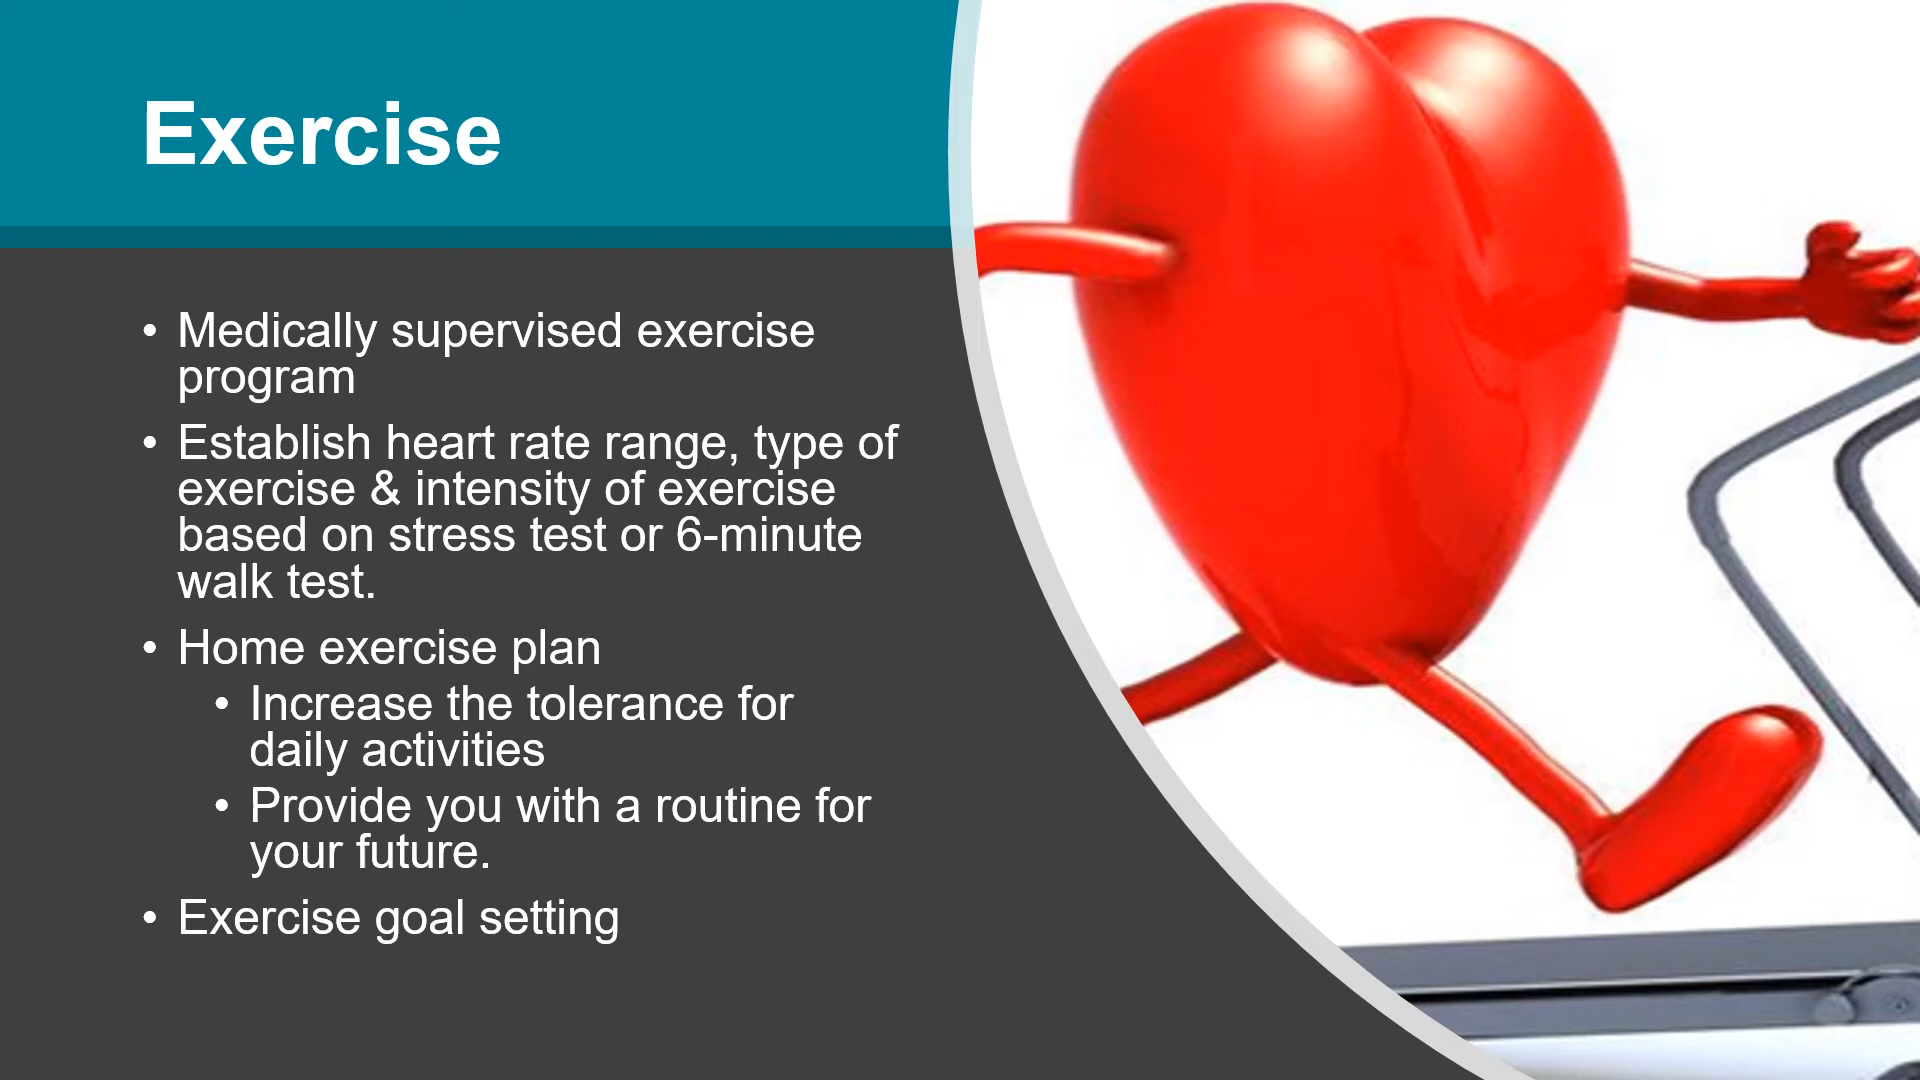 Exercise
• Medically supervised exercise
program
• Establish heart rate range, type of
exercise & intensity of exercise
based on stress test or 6-minute
walk test.
• Home exercise plan
• Increase the tolerance for
daily activities
• Provide you with a routine for
your future.
• Exercise goal setting